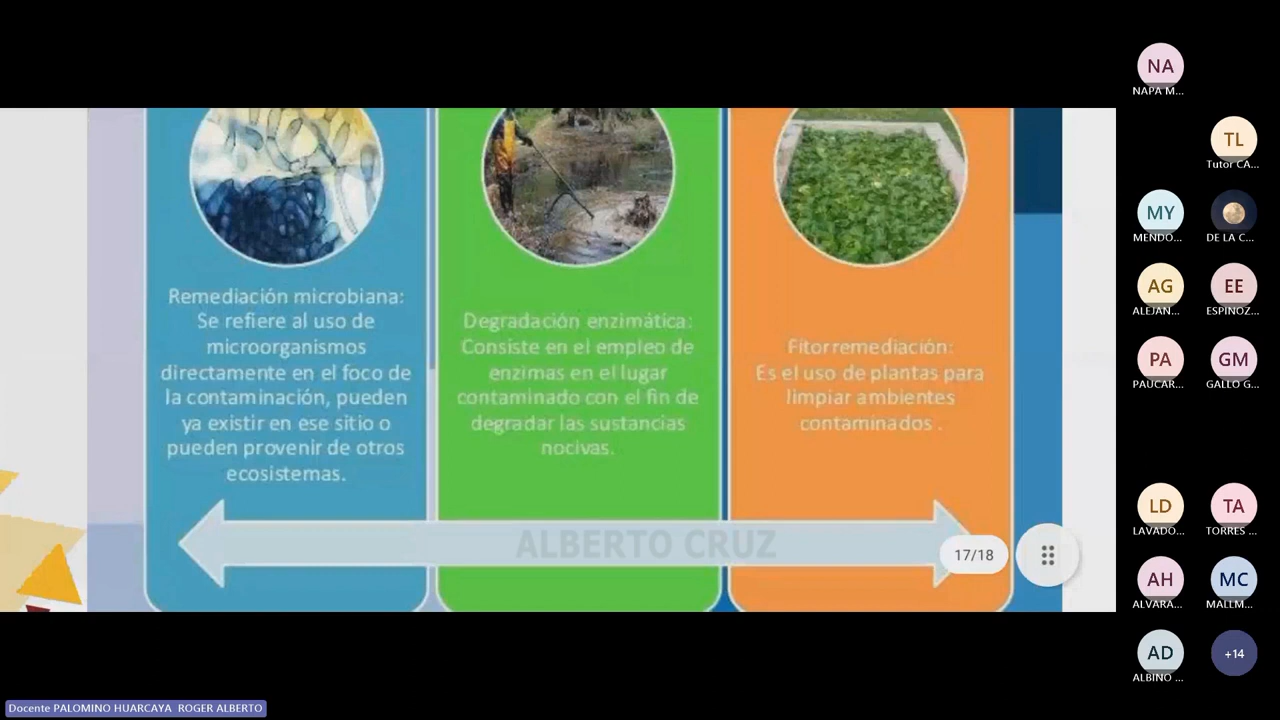 Remediación microbiana:
Se refiere al uso de
microorganismos
directamente en el foco de
la contaminación, pueden
ya existir en ese sitio o
pueden provenir de otros
ecosistemas.
Degradación enzimática:
Consiste en el empleo de
enzimas en el lugar
contaminado con el fin de
degradar las sustancias
nocivas.
Fitorremediación:
Es el uso de plantas para
limpiar ambientes
contaminados .
ALBERTO CRUZ
17/18
NA
NAPA M...
TL
Tutor CA...
MY
MENDO...
DE LA C...
AG
ALEJAN...
EE
ESPINOZ...
PA
PAUCAR...
GM
GALLO G...
LD
LAVADO...
TA
TORRES ...
AH
ALVARA...
MC
MALLM...
AD
ALBINO ...
+14
Docente PALOMINO HUARCAYA ROGER ALBERTO